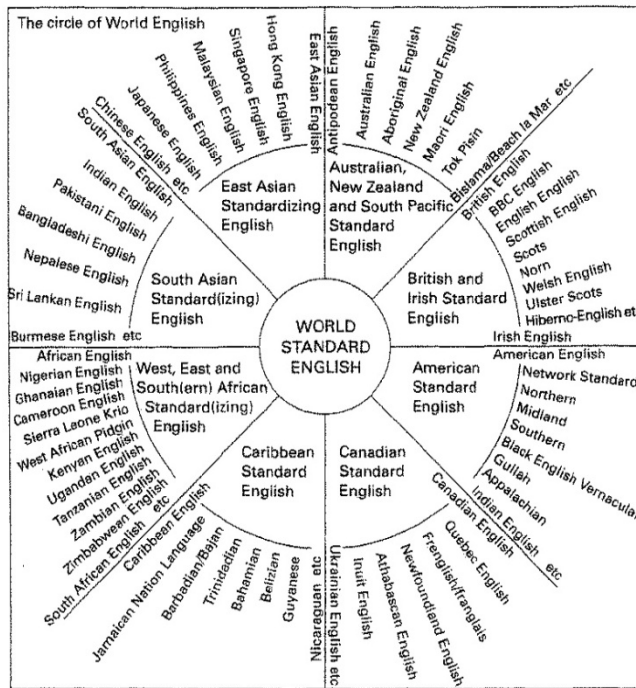 The circle of World English
WORLD
STANDARD
ENGLISH
East Asian
Standardizing
English
East Asian English
Hong Kong English
Singapore English
Malaysian English
Philippines English
Japanese English
Chinese English etc
Australian,
New Zealand
and South Pacific
Standard
English
Antipodean English
Australian English
Aboriginal English
New Zealand English
Maori English
Tok Pisin
Bislama/Beach la Mar etc
British and
Irish Standard
English
British English
BBC English
English English
Scottish English
Scots
Norn
Welsh English
Ulster Scots
Hiberno-English et
Irish English
American
Standard
English
American English
Network Standard
Northern
Midland
Southern
Black English Vernacular
Gullah
Appalachian
Indian English etc
Canadian
Standard
English
Canadian English
Quebec English
Frenglish/franglais
Newfoundland English
Athabascan English
Inuit English
Ukrainian English etc
Caribbean
Standard
English
Caribbean English
Jamaican Nation Language
Barbadian/Bajan
Trinidadian
Bahamian
Belizian
Guyanese
Nicaraguan etc
West, East and
South(ern) African
Standard(izing)
English
African English
Nigerian English
Ghanaian English
Cameroon English
Sierra Leone Krio
West African Pidgin
Kenyan English
Ugandan English
Tanzanian English
Zambian English
Zimbabwean English
South African English etc
South Asian
Standard(izing)
English
South Asian English
Indian English
Pakistani English
Bangladeshi English
Nepalese English
Sri Lankan English
Burmese English etc